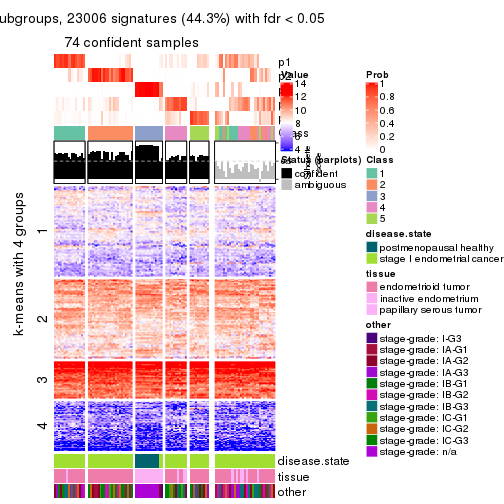 ubgroups, 23006 signatures (44.3%) with fdr < 0.05
74 confident samples
k-means with 4 groups
1
2
3
4
p1
p2
Value
14
12
10
8
6
4
Status (barplots)
confident
ambiguous
Prob
1
0.8
0.6
0.4
0.2
0
Class
1
2
3
4
5
disease.state
postmenopausal healthy
stage I endometrial cancer
tissue
endometrioid tumor
inactive endometrium
papillary serous tumor
other
stage-grade: I-G3
stage-grade: IA-G1
stage-grade: IA-G2
stage-grade: IA-G3
stage-grade: IB-G1
stage-grade: IB-G2
stage-grade: IB-G3
stage-grade: IC-G1
stage-grade: IC-G2
stage-grade: IC-G3
stage-grade: n/a
disease.state
tissue
other